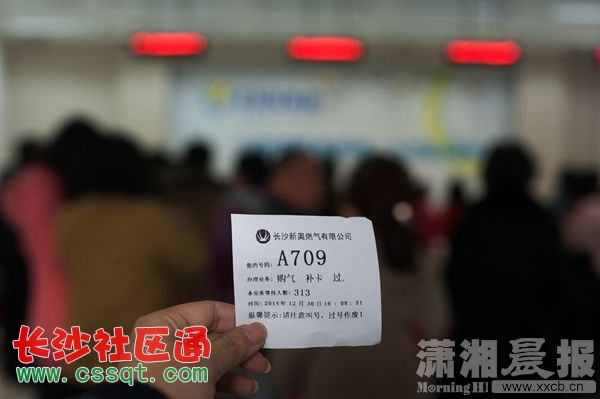 长沙新奥燃气有限公司
您的号码: A709
办理业务: 购气 补卡 过.
本业务等待人数: 313
时间: 2014年 12月 30日16: 08: 51
温馨提示:请注意叫号，过号作废!
长沙社区通
www.cssqt.com
潇湘晨报
MorningH
www.xxcb.cn